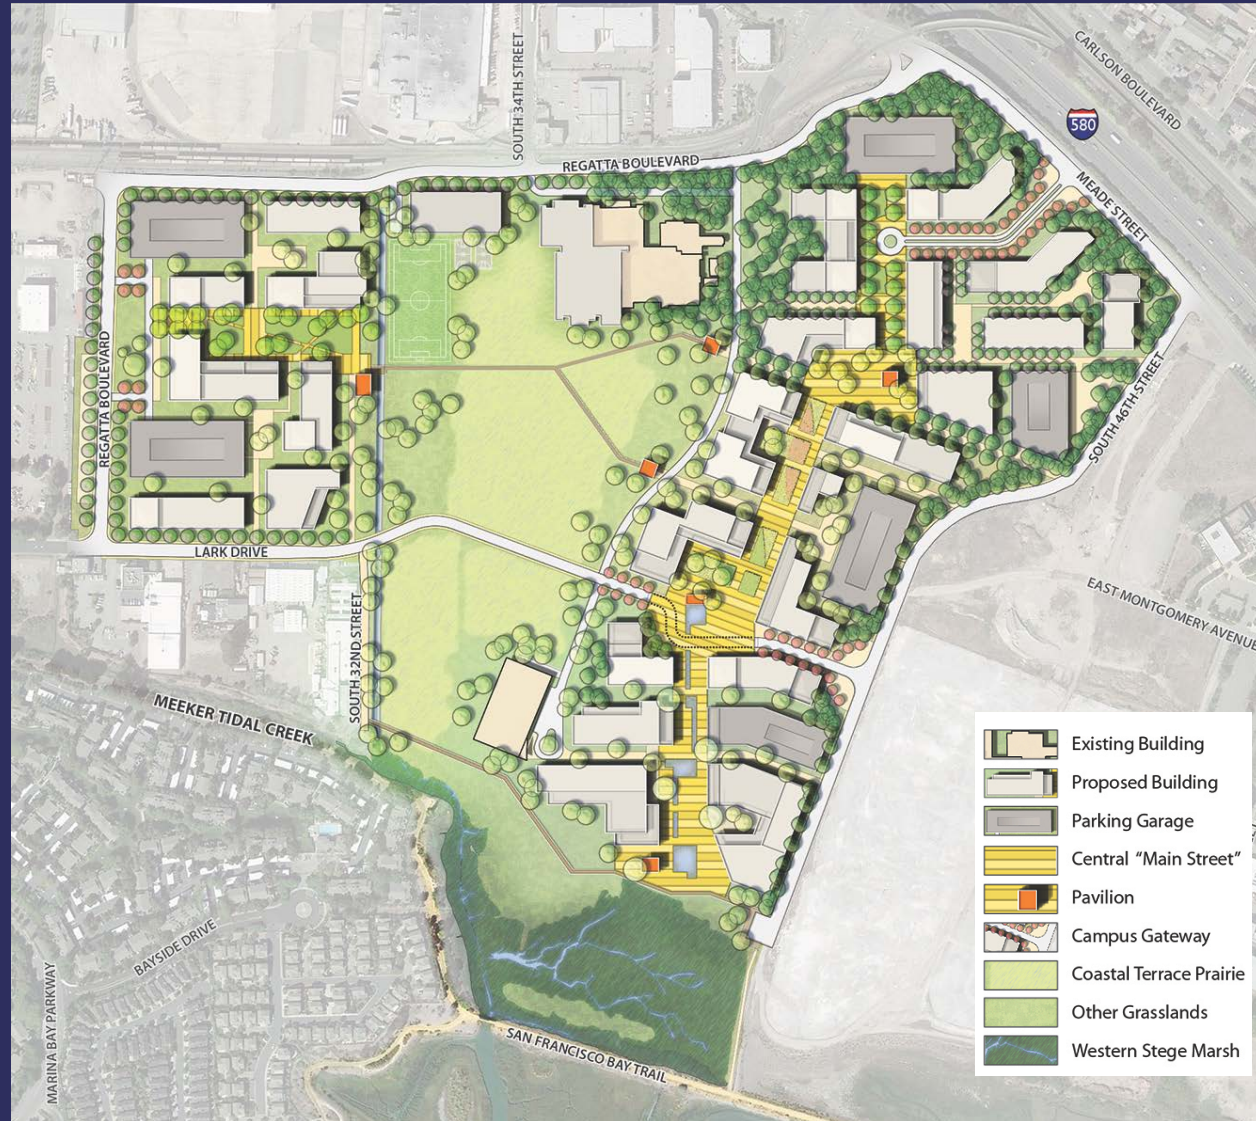 CARLSON BOULEVARD
580
SOUTH 34TH STREET
REGATTA BOULEVARD
MEADE STREET
REGATTA BOULEVARD
SOUTH 46TH STREET
LARK DRIVE
EAST MONTGOMERY AVENUE
SOUTH 32ND STREET
MEEKER TIDAL CREEK
BAYSIDE DRIVE
MARINA BAY PARKWAY
SAN FRANCISCO BAY TRAIL
Existing Building
Proposed Building
Parking Garage
Central “Main Street”
Pavilion
Campus Gateway
Coastal Terrace Prairie
Other Grasslands
Western Stege Marsh